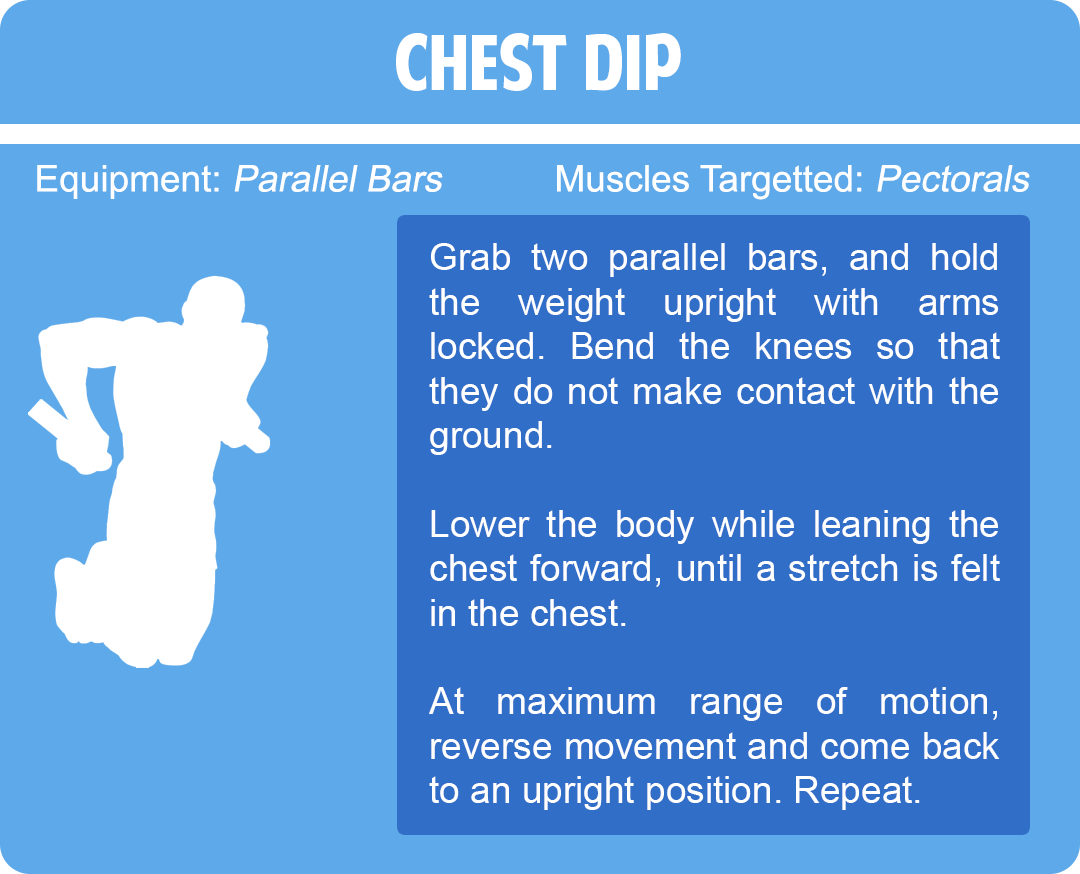 CHEST DIP
Equipment: Parallel Bars
Muscles Targetted: Pectorals
Grab two parallel bars, and hold
the weight upright with arms
locked. Bend the knees so that
they do not make contact with the
ground.
Lower the body while leaning the
chest forward, until a stretch is felt
in the chest.
At maximum range of motion,
reverse movement and come back
to an upright position. Repeat.